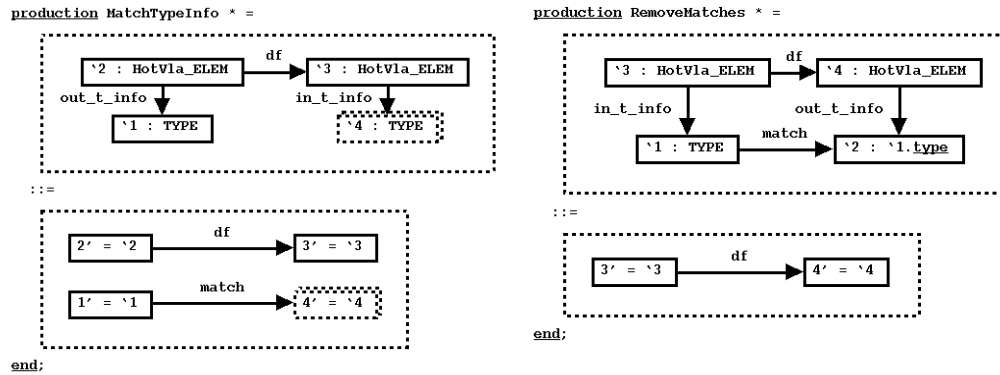 production MatchTypeInfo * =
`2 : HotVla_ELEM
df
`3 : HotVla_ELEM
out_t_info
in_t_info
`1 : TYPE
`4 : TYPE
::=
2′ = `2
df
3′ = `3
1′ = `1
match
4′ = `4
end;
production RemoveMatches * =
`3 : HotVla_ELEM
df
`4 : HotVla_ELEM
in_t_info
out_t_info
`1 : TYPE
match
`2 : `1.type
::=
3′ = `3
df
4′ = `4
end;